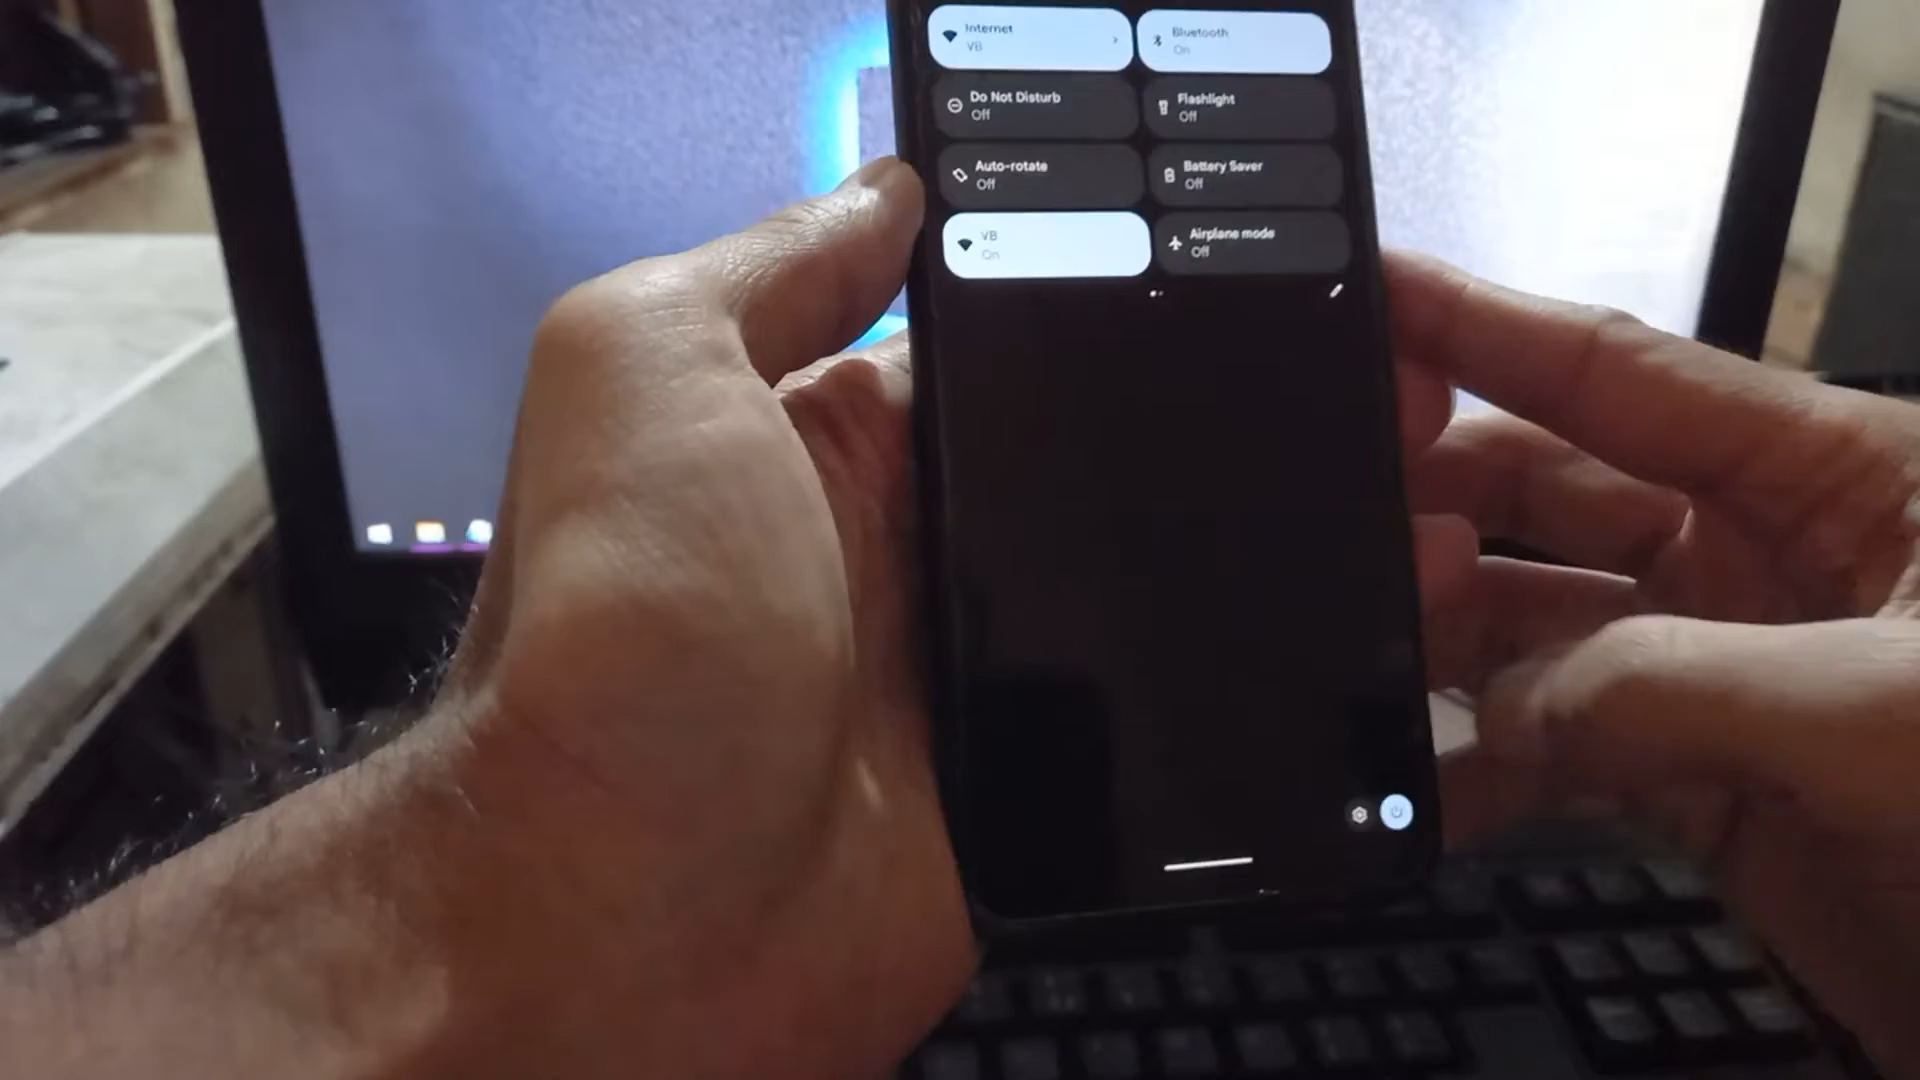 Internet
VB
Bluetooth
On
Do Not Disturb
Off
Flashlight
Off
Auto-rotate
Off
Battery Saver
Off
VB
On
Airplane mode
Off